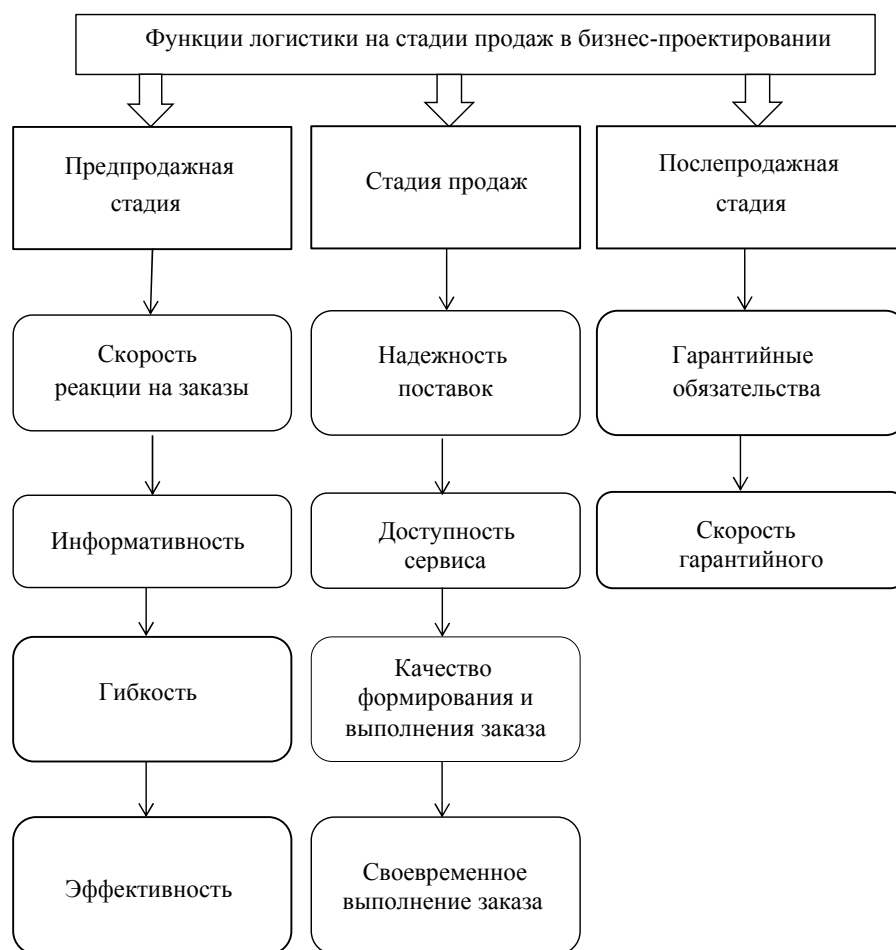 Функции логистики на стадии продаж в бизнес-проектировании
Предпродажная
стадия
Стадия продаж
Послепродажная
стадия
Скорость
реакции на заказы
Надежность
поставок
Гарантийные
обязательства
Информативность
Доступность
сервиса
Скорость
гарантийного
Гибкость
Качество
формирования и
выполнения заказа
Эффективность
Своевременное
выполнение заказа